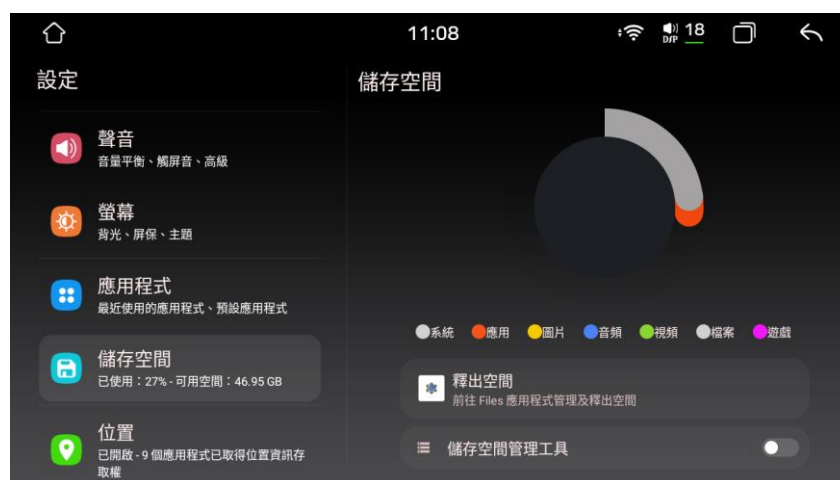 11:08
DSP
18
設定
聲音
音量平衡、觸屏音、高級
螢幕
背光、屏保、主題
應用程式
最近使用的應用程式、預設應用程式
儲存空間
已使用：27% - 可用空間：46.95 GB
位置
已開啟 - 9 個應用程式已取得位置資訊存
取權
儲存空間
系統 應用 圖片 音頻 視頻 檔案 遊戲
釋出空間
前往 Files 應用程式管理及釋出空間
儲存空間管理工具